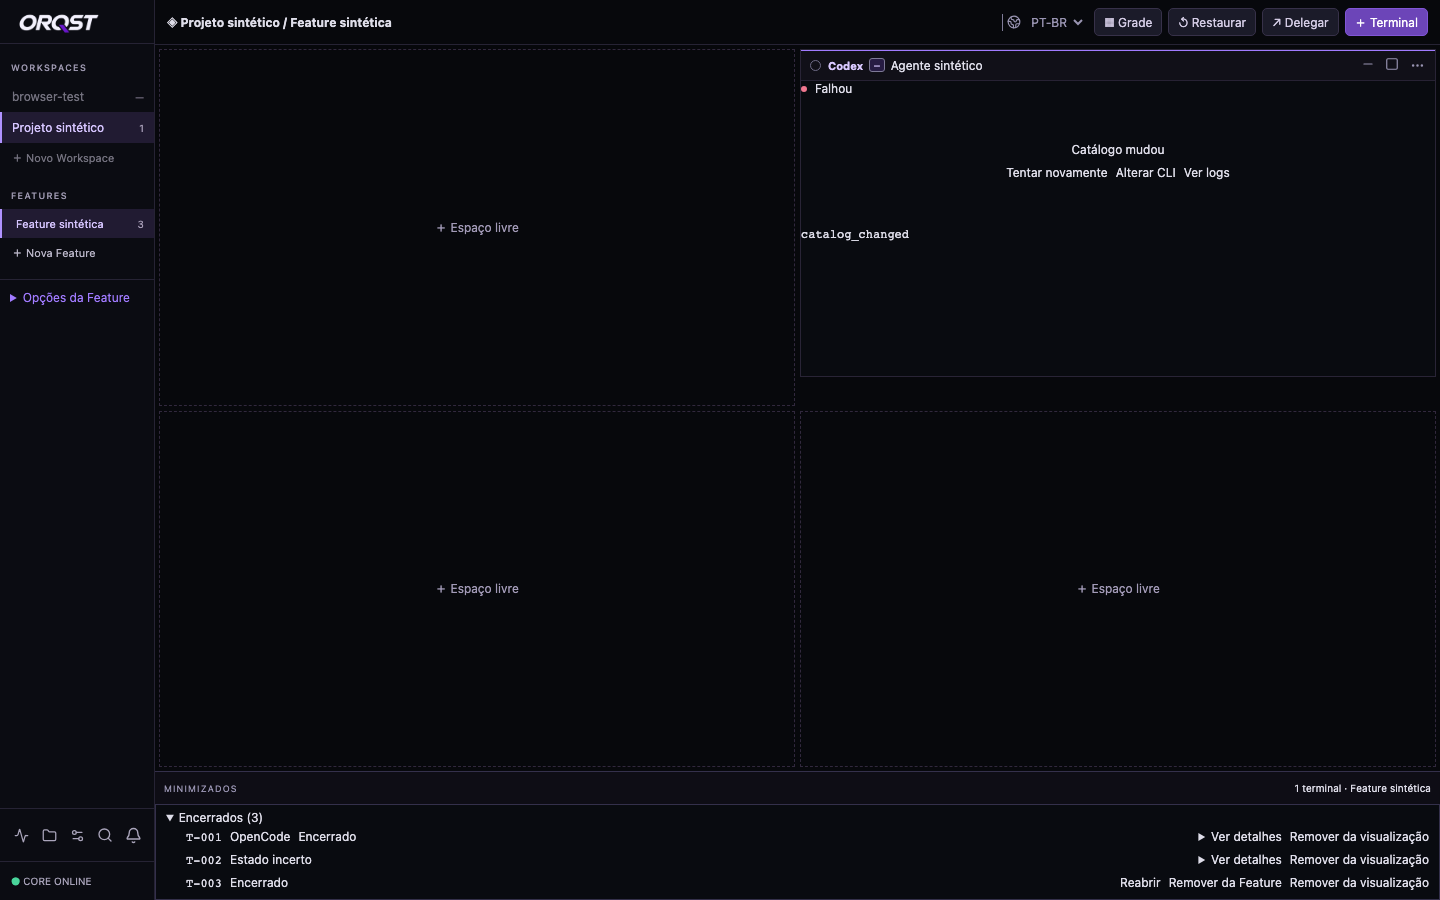 ORQST
WORKSPACES
browser-test –
Projeto sintético 1
+ Novo Workspace
FEATURES
Feature sintética 3
+ Nova Feature
▶ Opções da Feature
CORE ONLINE
◈ Projeto sintético / Feature sintética
PT-BR
Grade
Restaurar
Delegar
+ Terminal
+ Espaço livre
Codex – Agente sintético
Falhou
Catálogo mudou
Tentar novamente Alterar CLI Ver logs
catalog_changed
+ Espaço livre
+ Espaço livre
MINIMIZADOS
1 terminal · Feature sintética
▼ Encerrados (3)
T-001 OpenCode Encerrado ▶ Ver detalhes Remover da visualização
T-002 Estado incerto ▶ Ver detalhes Remover da visualização
T-003 Encerrado Reabrir Remover da Feature Remover da visualização